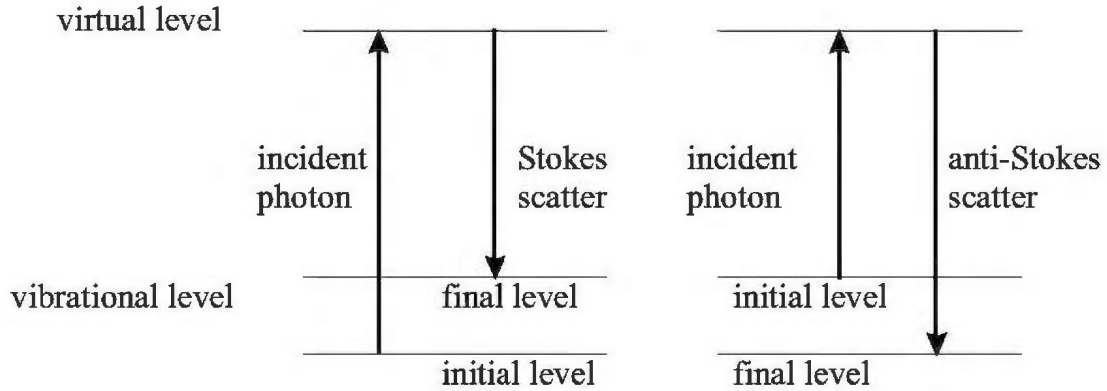 virtual level
incident
photon
Stokes
scatter
incident
photon
anti-Stokes
scatter
vibrational level
final level
initial level
initial level
final level